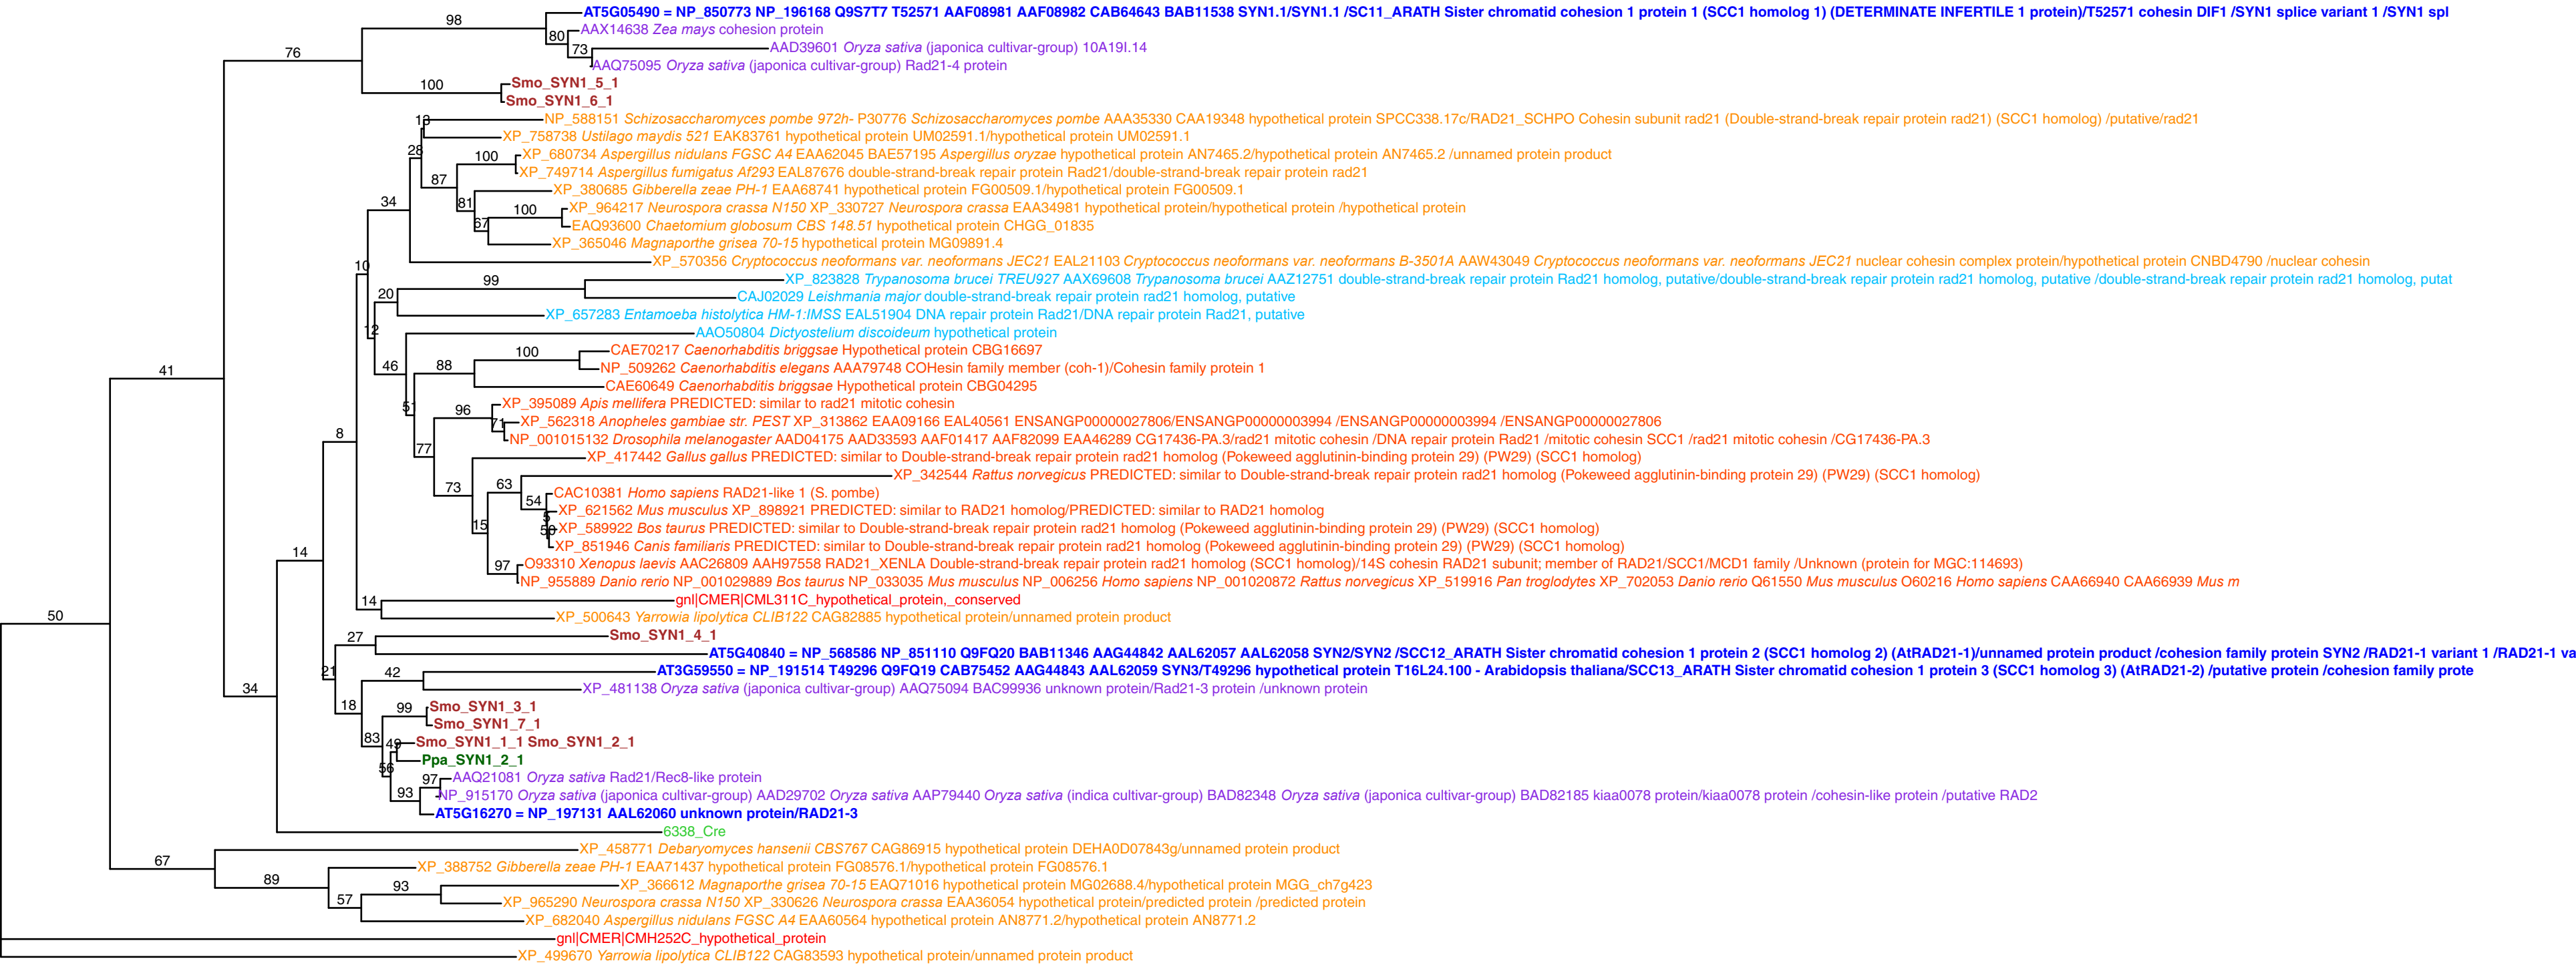 98
AT5G05490 = NP_850773 NP_196168 Q9S7T7 T52571 AAF08981 AAF08982 CAB64643 BAB11538 SYN1.1/SYN1.1 /SC11_ARATH Sister chromatid cohesion 1 protein 1 (SCC1 homolog 1) (DETERMINATE INFERTILE 1 protein)/T52571 cohesin DIF1 /SYN1 splice variant 1 /SYN1 spl
80 AAX14638 Zea mays cohesion protein
73 AAD39601 Oryza sativa (japonica cultivar-group) 10A19I.14
76
AAQ75095 Oryza sativa (japonica cultivar-group) Rad21-4 protein
100 Smo_SYN1_5_1
Smo_SYN1_6_1
13 NP_588151 Schizosaccharomyces pombe 972h- P30776 Schizosaccharomyces pombe AAA35330 CAA19348 hypothetical protein SPCC338.17c/RAD21_SCHPO Cohesin subunit rad21 (Double-strand-break repair protein rad21) (SCC1 homolog) /putative/rad21
XP_758738 Ustilago maydis 521 EAK83761 hypothetical protein UM02591.1/hypothetical protein UM02591.1
28 100 XP_680734 Aspergillus nidulans FGSC A4 EAA62045 BAE57195 Aspergillus oryzae hypothetical protein AN7465.2/hypothetical protein AN7465.2 /unnamed protein product
XP_749714 Aspergillus fumigatus Af293 EAL87676 double-strand-break repair protein Rad21/double-strand-break repair protein rad21
87
XP_380685 Gibberella zeae PH-1 EAA68741 hypothetical protein FG00509.1/hypothetical protein FG00509.1
34 81 100 XP_964217 Neurospora crassa N150 XP_330727 Neurospora crassa EAA34981 hypothetical protein/hypothetical protein /hypothetical protein
67 EAQ93600 Chaetomium globosum CBS 148.51 hypothetical protein CHGG_01835
XP_365046 Magnaporthe grisea 70-15 hypothetical protein MG09891.4
XP_570356 Cryptococcus neoformans var. neoformans JEC21 EAL21103 Cryptococcus neoformans var. neoformans B-3501A AAW43049 Cryptococcus neoformans var. neoformans JEC21 nuclear cohesin complex protein/hypothetical protein CNBD4790 /nuclear cohesin
10
99 XP_823828 Trypanosoma brucei TREU927 AAX69608 Trypanosoma brucei AAZ12751 double-strand-break repair protein Rad21 homolog, putative/double-strand-break repair protein rad21 homolog, putative /double-strand-break repair protein rad21 homolog, putat
20 CAJ02029 Leishmania major double-strand-break repair protein rad21 homolog, putative
XP_657283 Entamoeba histolytica HM-1:IMSS EAL51904 DNA repair protein Rad21/DNA repair protein Rad21, putative
12 AAO50804 Dictyostelium discoideum hypothetical protein
100 CAE70217 Caenorhabditis briggsae Hypothetical protein CBG16697
41 46 88 NP_509262 Caenorhabditis elegans AAA79748 COHesin family member (coh-1)/Cohesin family protein 1
CAE60649 Caenorhabditis briggsae Hypothetical protein CBG04295
51 96 XP_395089 Apis mellifera PREDICTED: similar to rad21 mitotic cohesin
71 XP_562318 Anopheles gambiae str. PEST XP_313862 EAA09166 EAL40561 ENSANGP00000027806/ENSANGP00000003994 /ENSANGP00000003994 /ENSANGP00000027806
8 NP_001015132 Drosophila melanogaster AAD04175 AAD33593 AAF01417 AAF82099 EAA46289 CG17436-PA.3/rad21 mitotic cohesin /DNA repair protein Rad21 /mitotic cohesin SCC1 /rad21 mitotic cohesin /CG17436-PA.3
77 XP_417442 Gallus gallus PREDICTED: similar to Double-strand-break repair protein rad21 homolog (Pokeweed agglutinin-binding protein 29) (PW29) (SCC1 homolog)
XP_342544 Rattus norvegicus PREDICTED: similar to Double-strand-break repair protein rad21 homolog (Pokeweed agglutinin-binding protein 29) (PW29) (SCC1 homolog)
73 63 CAC10381 Homo sapiens RAD21-like 1 (S. pombe)
54 XP_621562 Mus musculus XP_898921 PREDICTED: similar to RAD21 homolog/PREDICTED: similar to RAD21 homolog
15 XP_589922 Bos taurus PREDICTED: similar to Double-strand-break repair protein rad21 homolog (Pokeweed agglutinin-binding protein 29) (PW29) (SCC1 homolog)
XP_851946 Canis familiaris PREDICTED: similar to Double-strand-break repair protein rad21 homolog (Pokeweed agglutinin-binding protein 29) (PW29) (SCC1 homolog)
14 97 O93310 Xenopus laevis AAC26809 AAH97558 RAD21_XENLA Double-strand-break repair protein rad21 homolog (SCC1 homolog)/14S cohesin RAD21 subunit; member of RAD21/SCC1/MCD1 family /Unknown (protein for MGC:114693)
NP_955889 Danio rerio NP_001029889 Bos taurus NP_033035 Mus musculus NP_006256 Homo sapiens NP_001020872 Rattus norvegicus XP_519916 Pan troglodytes XP_702053 Danio rerio Q61550 Mus musculus O60216 Homo sapiens CAA66940 CAA66939 Mus m
14 gnl|CMER|CML311C_hypothetical_protein,_conserved
50 XP_500643 Yarrowia lipolytica CLIB122 CAG82885 hypothetical protein/unnamed protein product
27 Smo_SYN1_4_1
AT5G40840 = NP_568586 NP_851110 Q9FQ20 BAB11346 AAG44842 AAL62057 AAL62058 SYN2/SYN2 /SCC12_ARATH Sister chromatid cohesion 1 protein 2 (SCC1 homolog 2) (AtRAD21-1)/unnamed protein product /cohesion family protein SYN2 /RAD21-1 variant 1 /RAD21-1 va
21 42 AT3G59550 = NP_191514 T49296 Q9FQ19 CAB75452 AAG44843 AAL62059 SYN3/T49296 hypothetical protein T16L24.100 - Arabidopsis thaliana/SCC13_ARATH Sister chromatid cohesion 1 protein 3 (SCC1 homolog 3) (AtRAD21-2) /putative protein /cohesion family prote
34 XP_481138 Oryza sativa (japonica cultivar-group) AAQ75094 BAC99936 unknown protein/Rad21-3 protein /unknown protein
18 99 Smo_SYN1_3_1
Smo_SYN1_7_1
83 49 Smo_SYN1_1_1 Smo_SYN1_2_1
Ppa_SYN1_2_1
56 97 AAQ21081 Oryza sativa Rad21/Rec8-like protein
93 NP_915170 Oryza sativa (japonica cultivar-group) AAD29702 Oryza sativa AAP79440 Oryza sativa (indica cultivar-group) BAD82348 Oryza sativa (japonica cultivar-group) BAD82185 kiaa0078 protein/kiaa0078 protein /cohesin-like protein /putative RAD2
AT5G16270 = NP_197131 AAL62060 unknown protein/RAD21-3
6338_Cre
XP_458771 Debaryomyces hansenii CBS767 CAG86915 hypothetical protein DEHA0D07843g/unnamed protein product
67 XP_388752 Gibberella zeae PH-1 EAA71437 hypothetical protein FG08576.1/hypothetical protein FG08576.1
89 93 XP_366612 Magnaporthe grisea 70-15 EAQ71016 hypothetical protein MG02688.4/hypothetical protein MGG_ch7g423
57 XP_965290 Neurospora crassa N150 XP_330626 Neurospora crassa EAA36054 hypothetical protein/predicted protein /predicted protein
XP_682040 Aspergillus nidulans FGSC A4 EAA60564 hypothetical protein AN8771.2/hypothetical protein AN8771.2
gnl|CMER|CMH252C_hypothetical_protein
XP_499670 Yarrowia lipolytica CLIB122 CAG83593 hypothetical protein/unnamed protein product